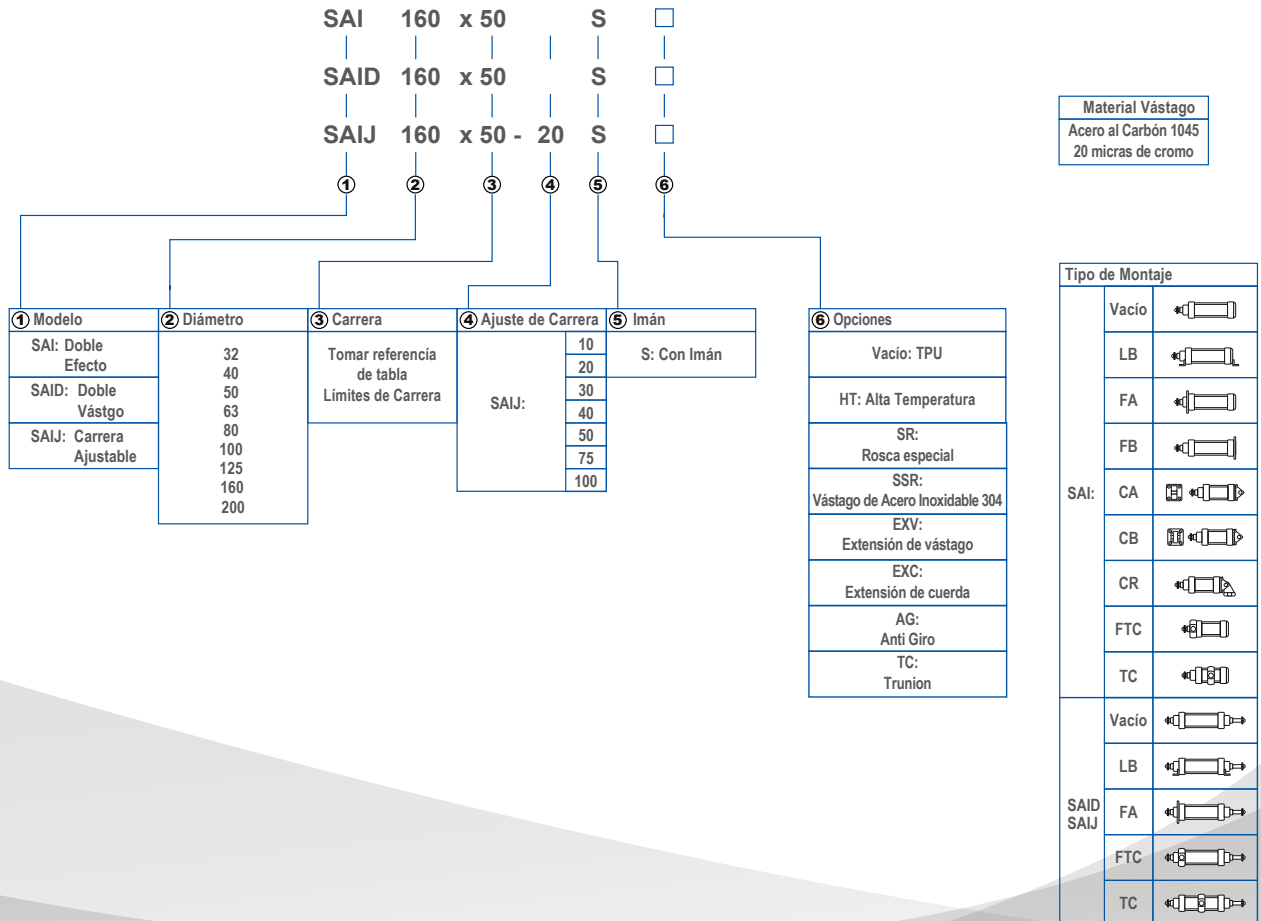 SAI 160 x 50 S
SAID 160 x 50 S
SAIJ 160 x 50 - 20 S
1 2 3 4 5 6
Material Vástago
Acero al Carbón 1045
20 micras de cromo
1 Modelo
SAI: Doble
Efecto
SAID: Doble
Vástgo
SAIJ: Carrera
Ajustable
2 Diámetro
32
40
50
63
80
100
125
160
200
3 Carrera
Tomar referencía
de tabla
Límites de Carrera
4 Ajuste de Carrera
SAIJ:
10
20
30
40
50
75
100
5 Imán
S: Con Imán
6 Opciones
Vacío: TPU
HT: Alta Temperatura
SR:
Rosca especial
SSR:
Vástago de Acero Inoxidable 304
EXV:
Extensión de vástago
EXC:
Extensión de cuerda
AG:
Anti Giro
TC:
Trunion
Tipo de Montaje
SAI:
Vacío
LB
FA
FB
CA
CB
CR
FTC
TC
SAID
SAIJ
Vacío
LB
FA
FTC
TC